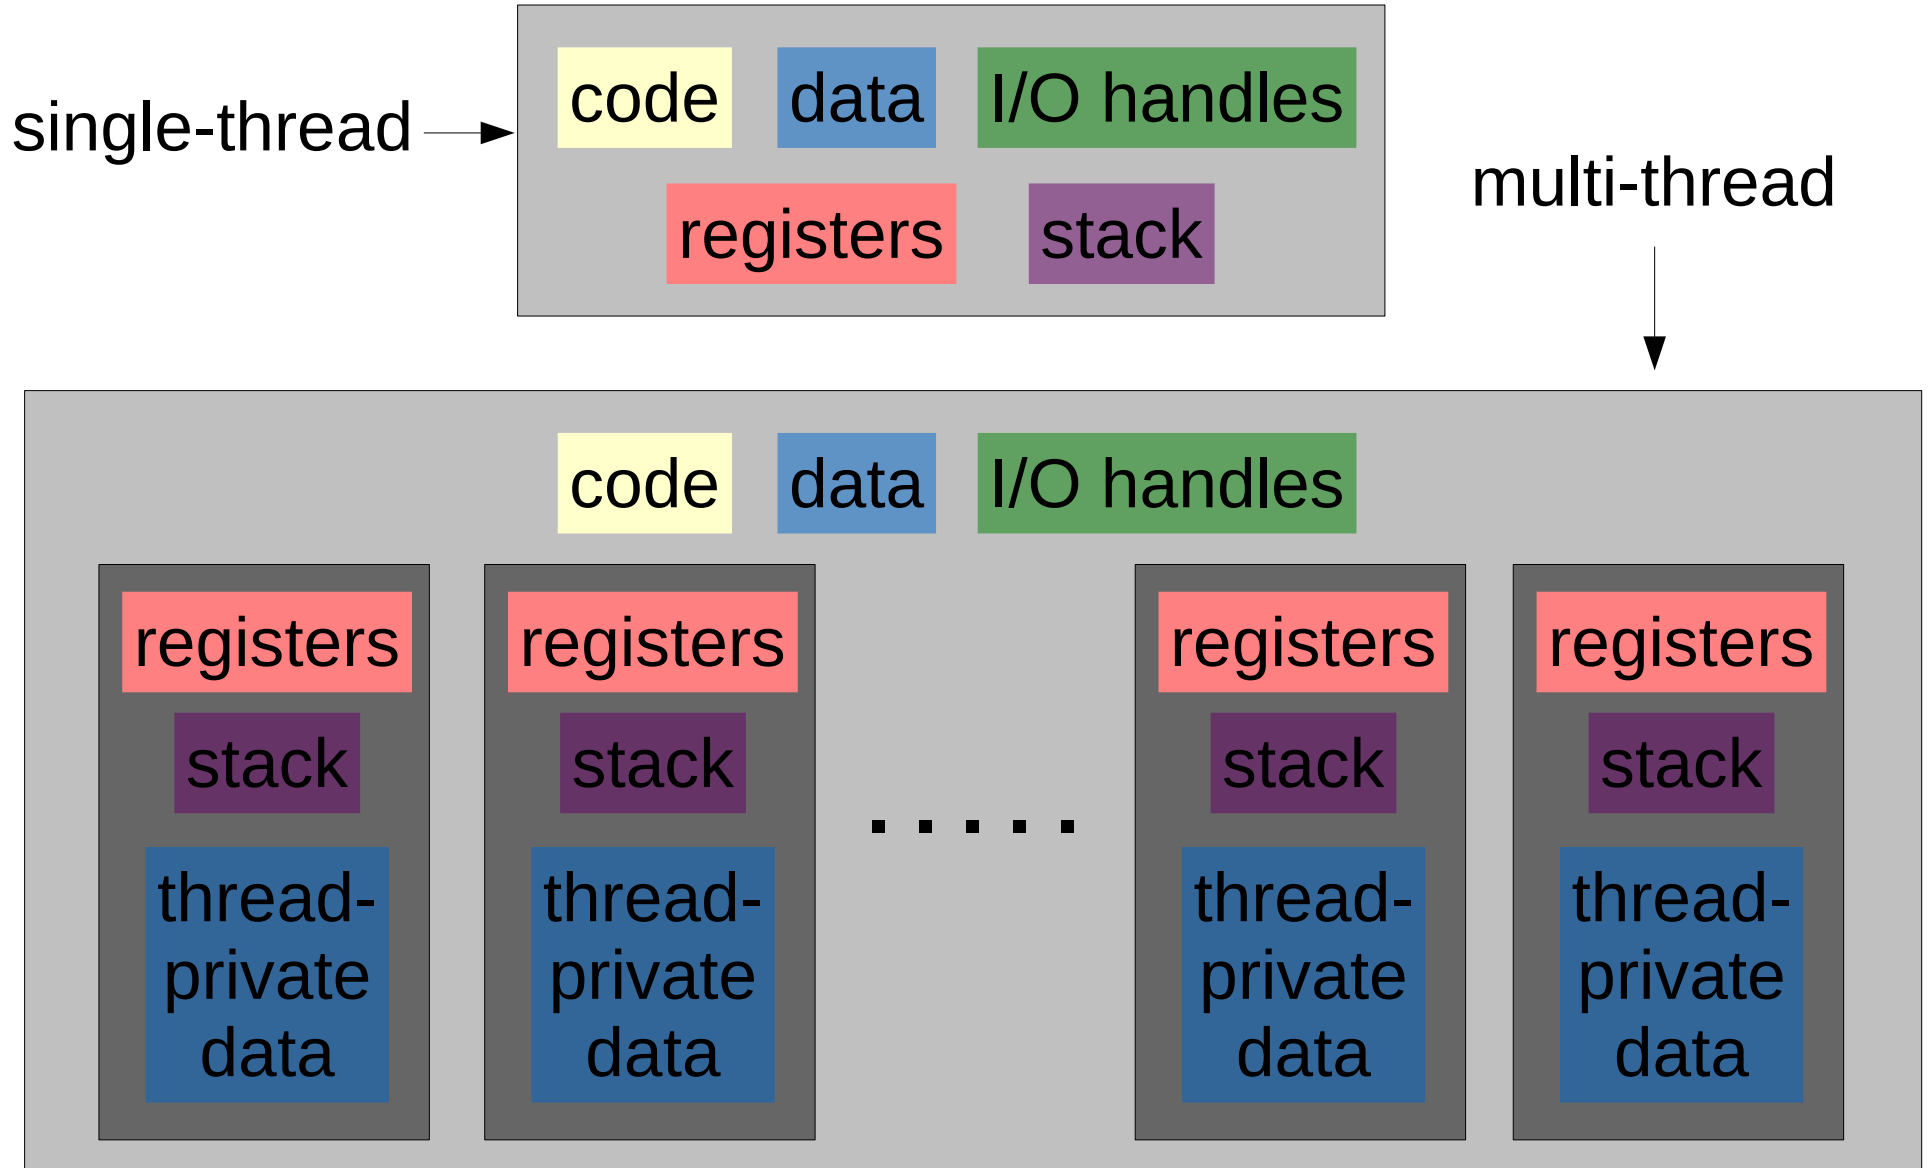 code data I/O handles
single-thread
registers stack
multi-thread
code data I/O handles
registers registers registers registers
stack stack stack stack
. . . . .
thread- thread- thread- thread-
private private private private
data data data data